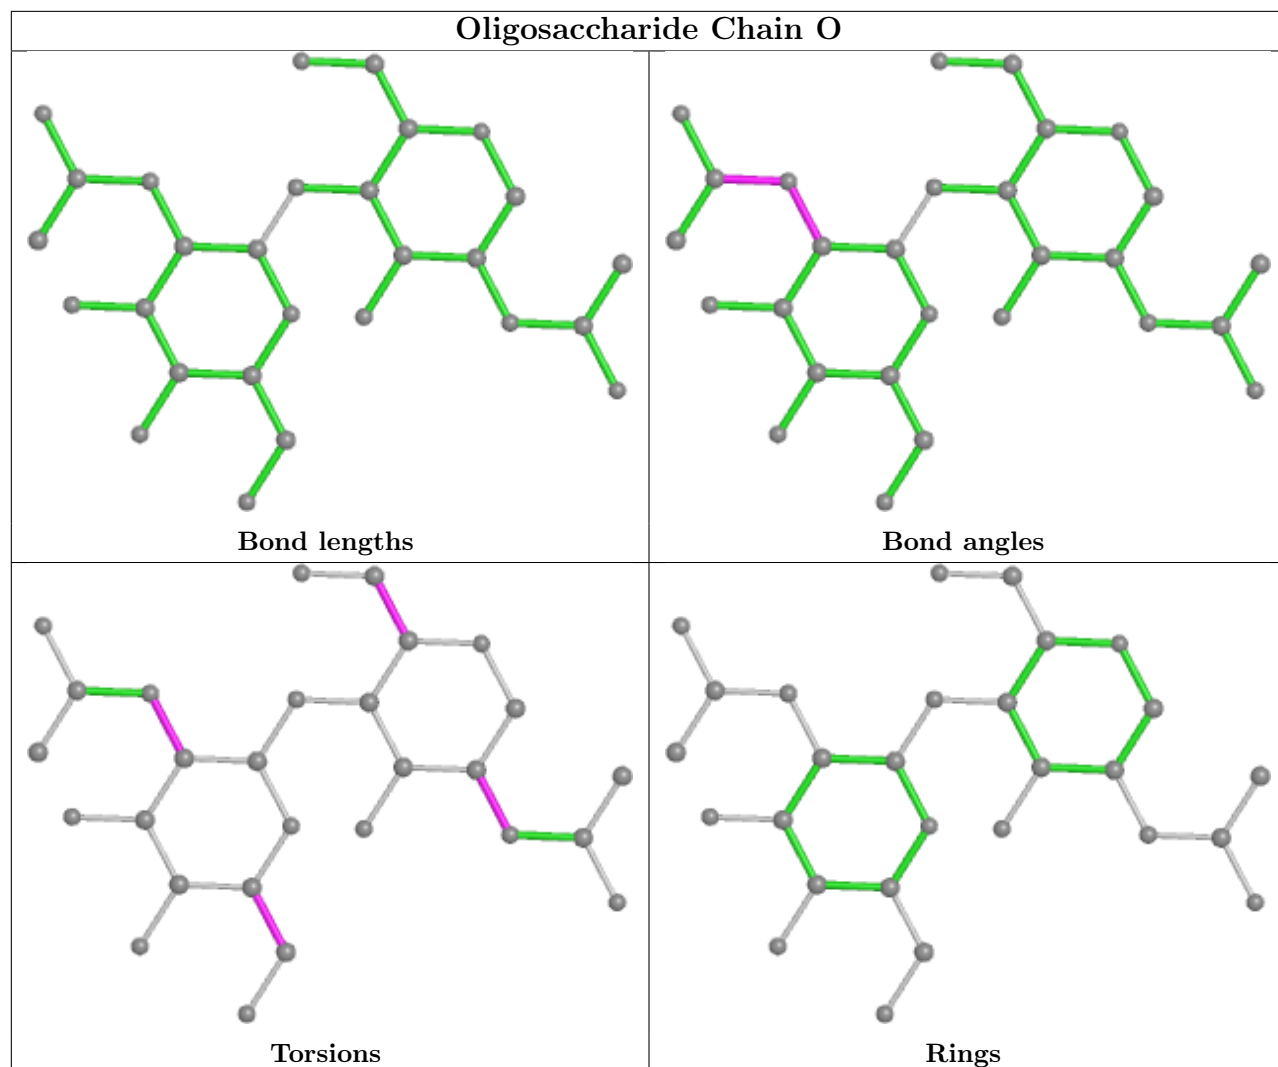 Oligosaccharide Chain O
Bond lengths
Bond angles
Torsions
Rings